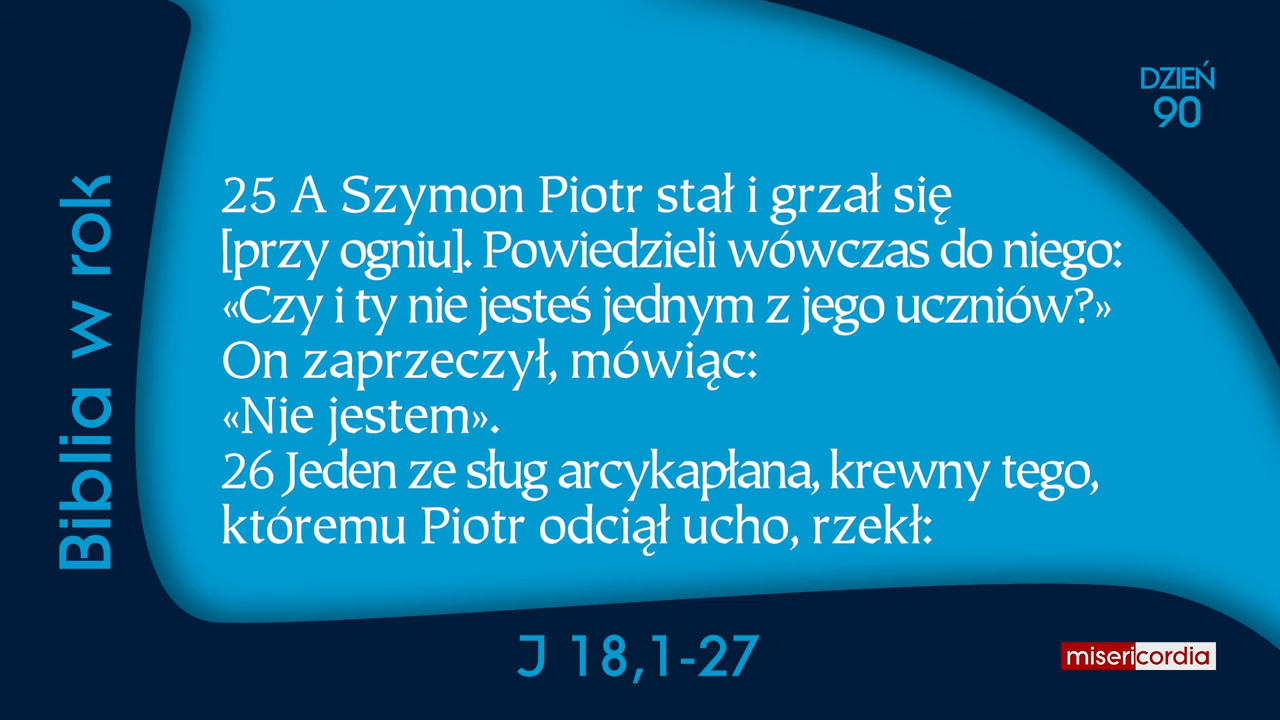 DZIEŃ
90
Biblia w rok
25 A Szymon Piotr stał i grzał się
[przy ogniu]. Powiedzieli wówczas do niego:
«Czy i ty nie jesteś jednym z jego uczniów?»
On zaprzeczył, mówiąc:
«Nie jestem».
26 Jeden ze sług arcykapłana, krewny tego,
któremu Piotr odciął ucho, rzekł:
J 18,1-27
misericordia